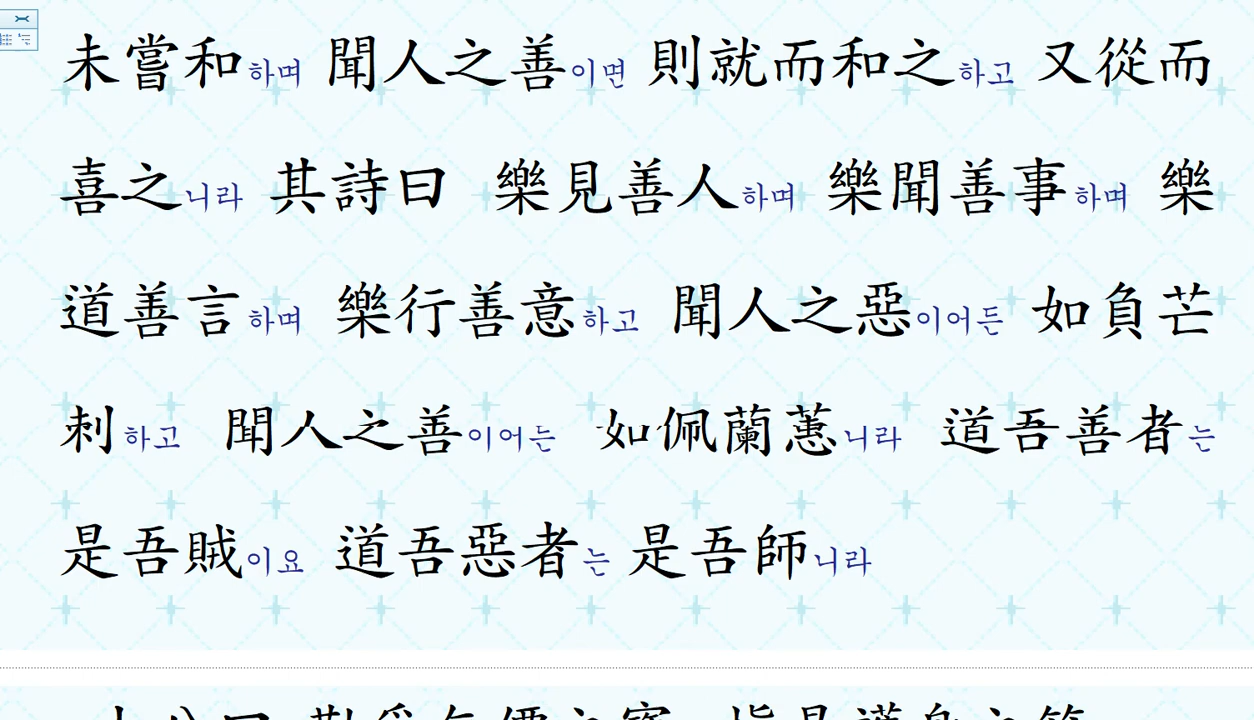 未嘗和하며 聞人之善이면 則就而和之하고 又從而
喜之니라 其詩曰 樂見善人하며 樂聞善事하며 樂
道善言하며 樂行善意하고 聞人之惡이어든 如負芒
刺하고 聞人之善이어는 如佩蘭蕙니라 道吾善者는
是吾賊이요 道吾惡者는 是吾師니라